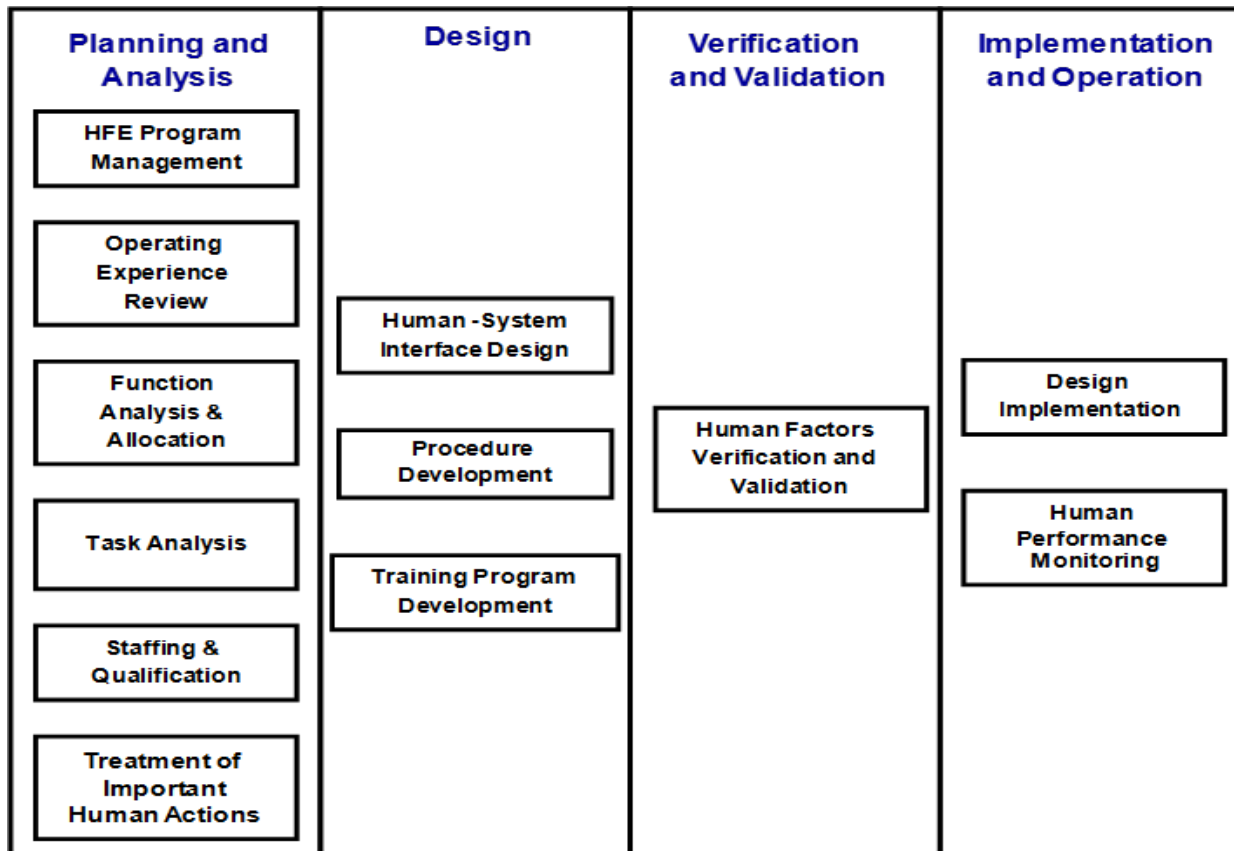 Planning and
Analysis
HFE Program
Management
Operating
Experience
Review
Function
Analysis &
Allocation
Task Analysis
Staffing &
Qualification
Treatment of
Important
Human Actions
Design
Human -System
Interface Design
Procedure
Development
Training Program
Development
Verification
and Validation
Human Factors
Verification and
Validation
Implementation
and Operation
Design
Implementation
Human
Performance
Monitoring